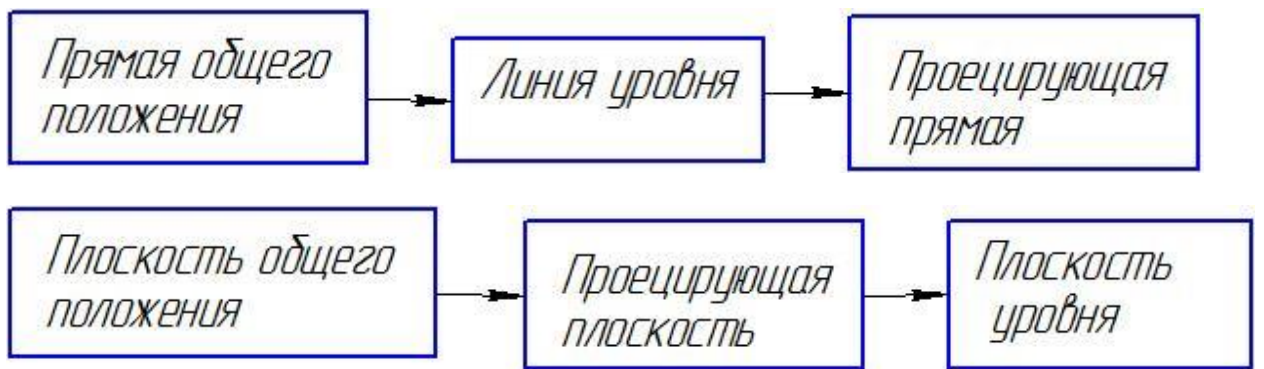 Прямая общего
положения
Линия уровня
Проецирующая
прямая
Плоскость общего
положения
Проецирующая
плоскость
Плоскость
уровня